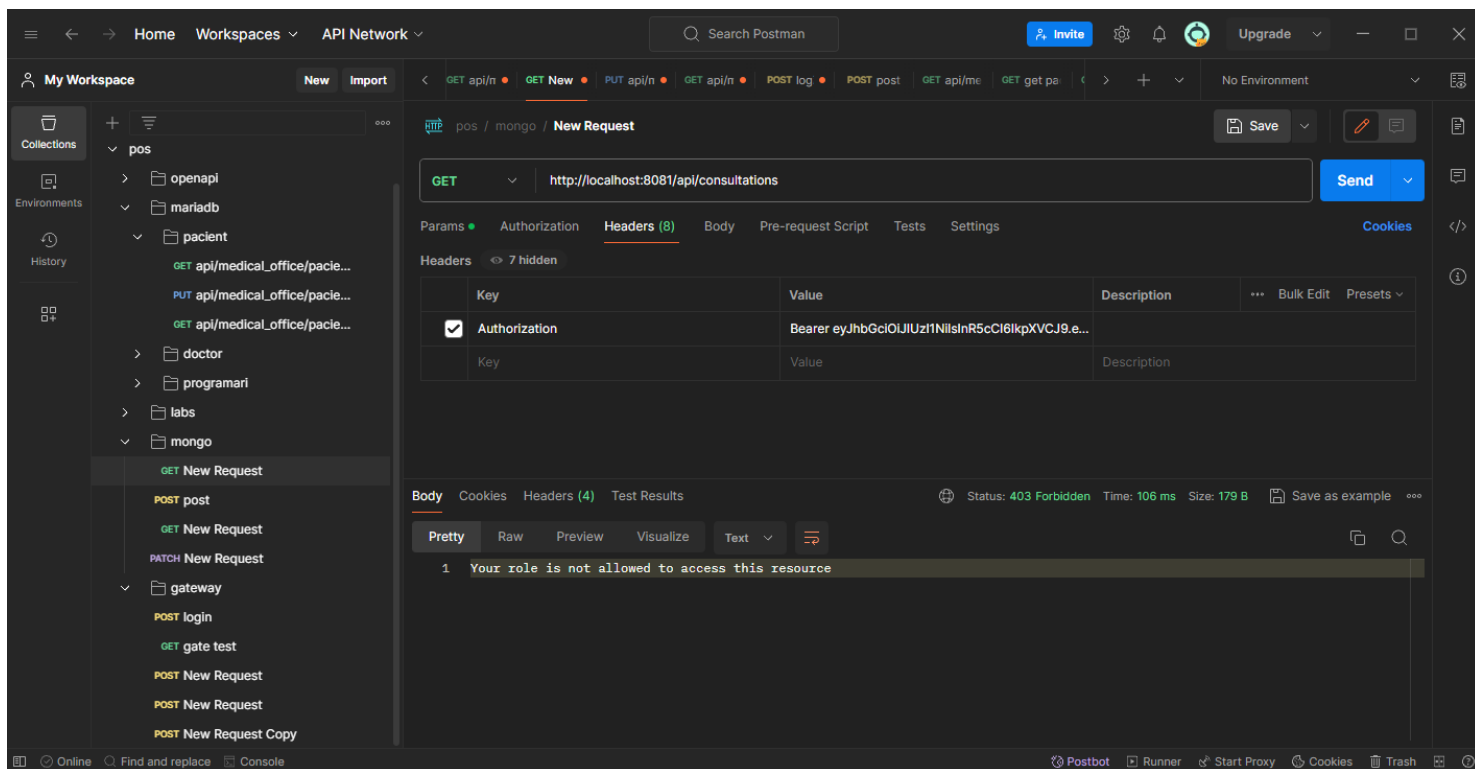 Home Workspaces API Network Search Postman Invite Upgrade
My Workspace New Import GET api/n GET New PUT api/n GET api/n POST log POST post GET api/me GET get pa No Environment
Collections
Environments
History
pos
openapi
mariadb
pacient
GET api/medical_office/pacie...
PUT api/medical_office/pacie...
GET api/medical_office/pacie...
doctor
programari
labs
mongo
GET New Request
POST post
GET New Request
PATCH New Request
gateway
POST login
GET gate test
POST New Request
POST New Request
POST New Request Copy
HTTP pos / mongo / New Request Save
GET http://localhost:8081/api/consultations Send
Params Authorization Headers (8) Body Pre-request Script Tests Settings Cookies
Headers 7 hidden
Key Value Description Bulk Edit Presets
Authorization Bearer eyJhbGciOiJIUzI1NiIsInR5cCI6IkpXVCJ9.e...
Key Value Description
Body Cookies Headers (4) Test Results Status: 403 Forbidden Time: 106 ms Size: 179 B Save as example
Pretty Raw Preview Visualize Text
1 Your role is not allowed to access this resource
Online Find and replace Console Postbot Runner Start Proxy Cookies Trash